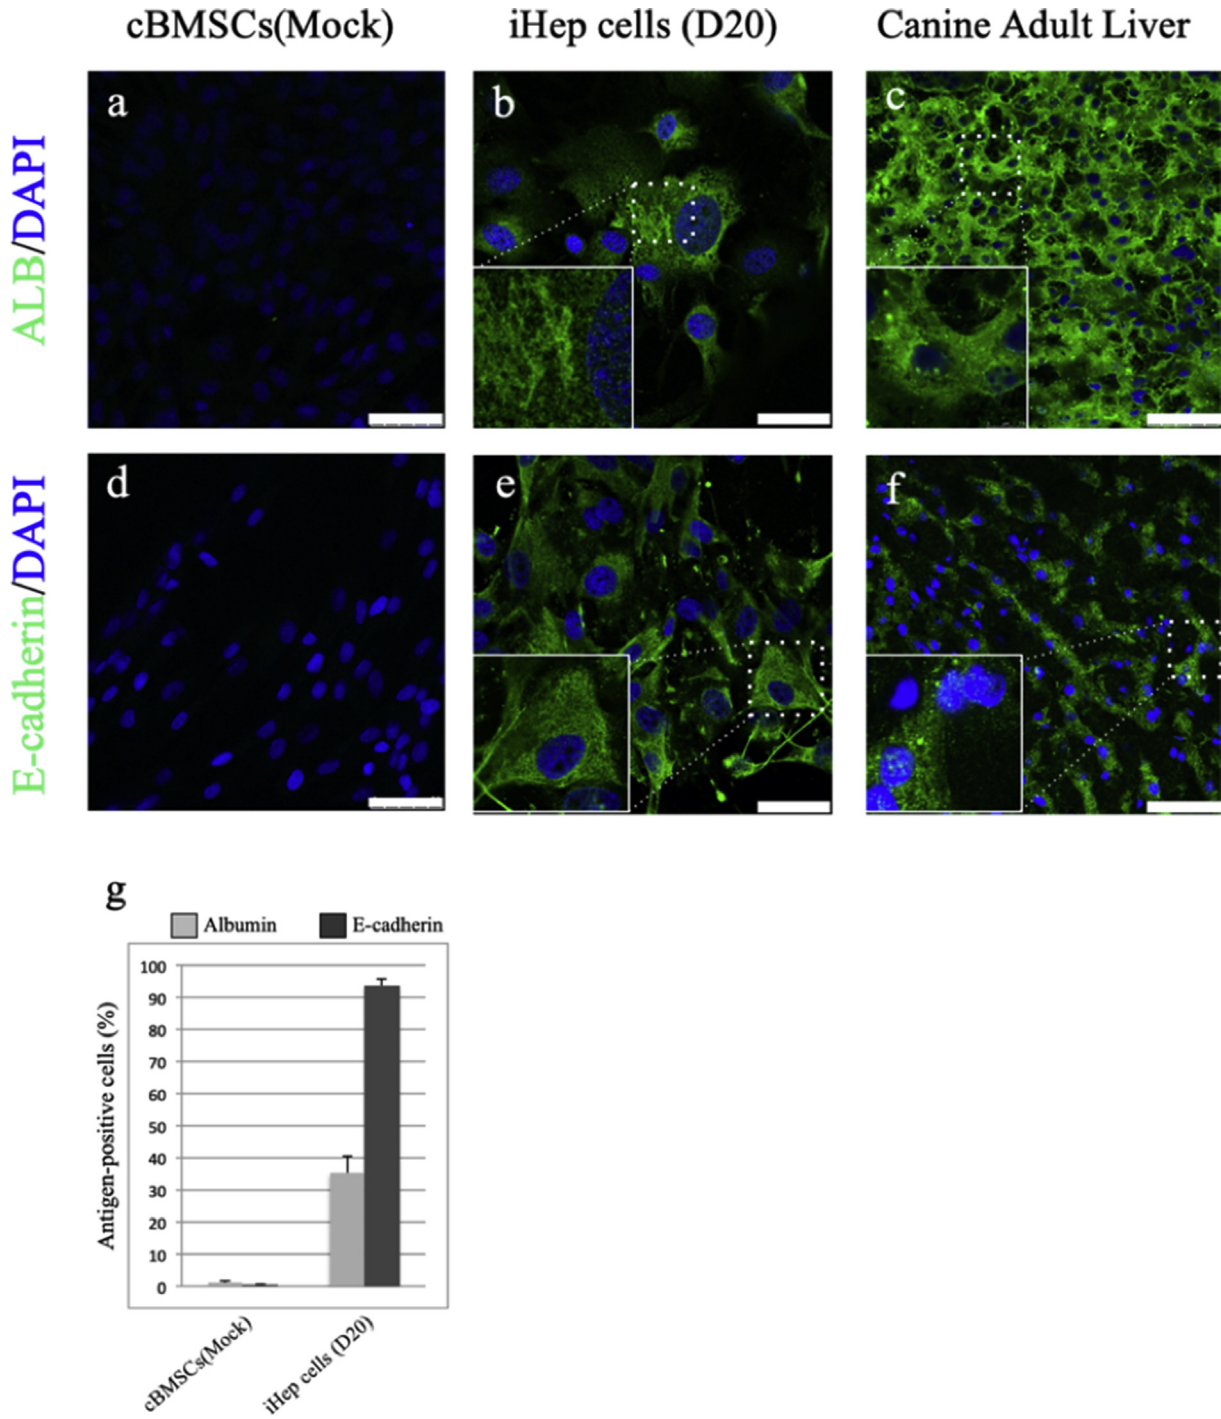 cBMSCs(Mock)
iHep cells (D20)
Canine Adult Liver
ALB/DAPI
a
b
c
E-cadherin/DAPI
d
e
f
g
Albumin
E-cadherin
Antigen-positive cells (%)
100
90
80
70
60
50
40
30
20
10
0
cBMSCs(Mock)
iHep cells (D20)